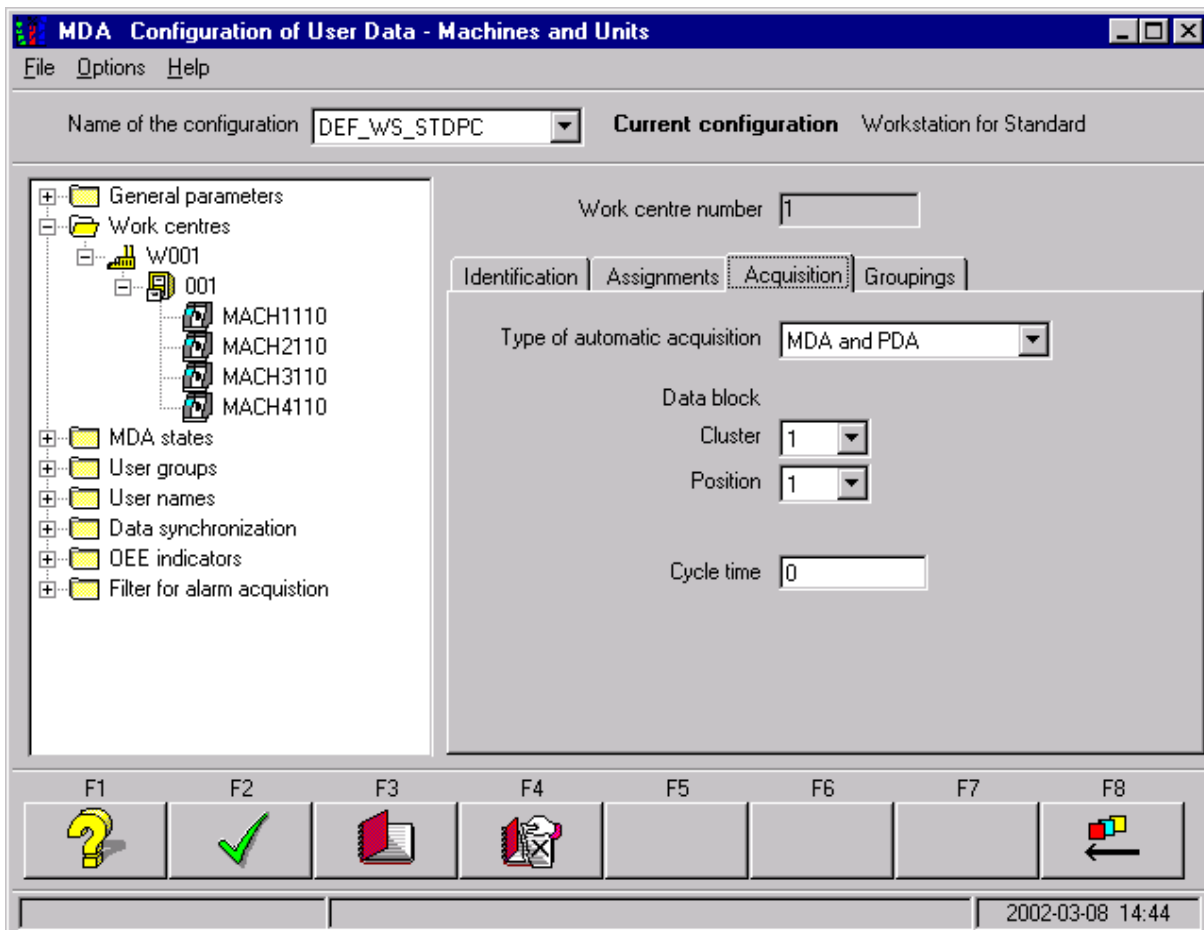 MDA Configuration of User Data - Machines and Units
File Options Help
Name of the configuration DEF_WS_STDPC Current configuration Workstation for Standard
General parameters
Work centres
W001
001
MACH1110
MACH2110
MACH3110
MACH4110
MDA states
User groups
User names
Data synchronization
OEE indicators
Filter for alarm acquistion
Work centre number 1
Identification Assignments Acquisition Groupings
Type of automatic acquisition MDA and PDA
Data block
Cluster 1
Position 1
Cycle time 0
F1 F2 F3 F4 F5 F6 F7 F8
2002-03-08 14:44